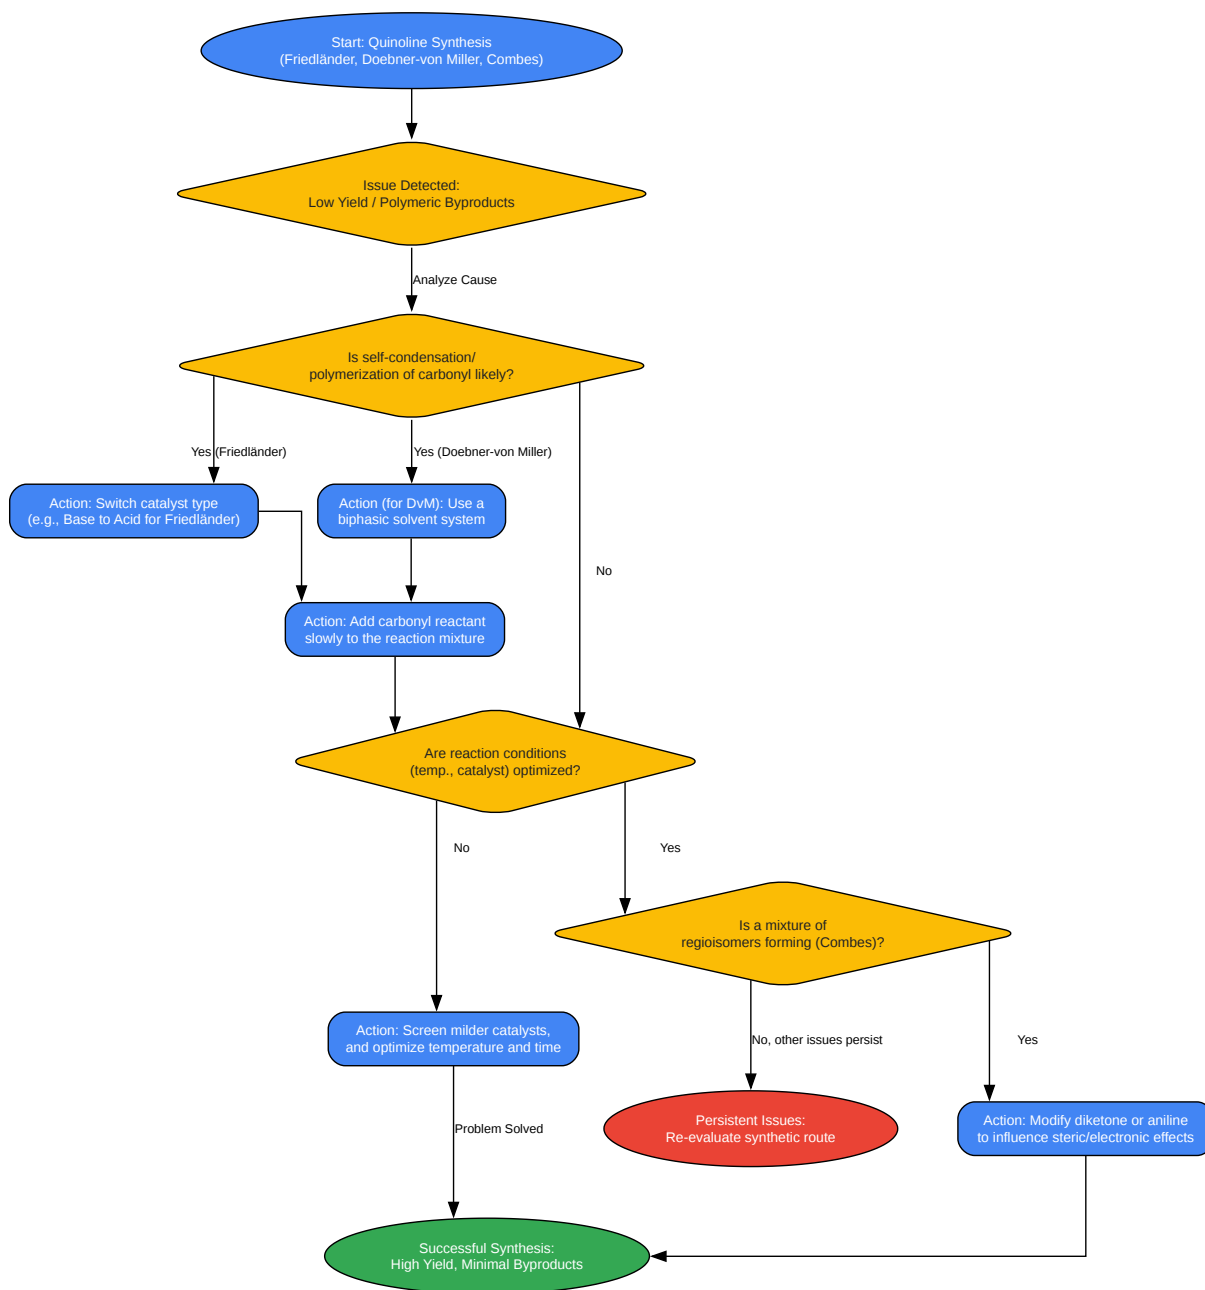 Start: Quinoline Synthesis
(Friedländer, Doebner-von Miller, Combes)
Issue Detected:
Low Yield / Polymeric Byproducts
Analyze Cause
Is self-condensation/
polymerization of carbonyl likely?
Yes (Friedländer)
Yes (Doebner-von Miller)
Action: Switch catalyst type
(e.g., Base to Acid for Friedländer)
Action (for DvM): Use a
biphasic solvent system
No
Action: Add carbonyl reactant
slowly to the reaction mixture
Are reaction conditions
(temp., catalyst) optimized?
No
Yes
Is a mixture of
regioisomers forming (Combes)?
Action: Screen milder catalysts,
and optimize temperature and time
No, other issues persist
Yes
Persistent Issues:
Re-evaluate synthetic route
Action: Modify diketone or aniline
to influence steric/electronic effects
Problem Solved
Successful Synthesis:
High Yield, Minimal Byproducts